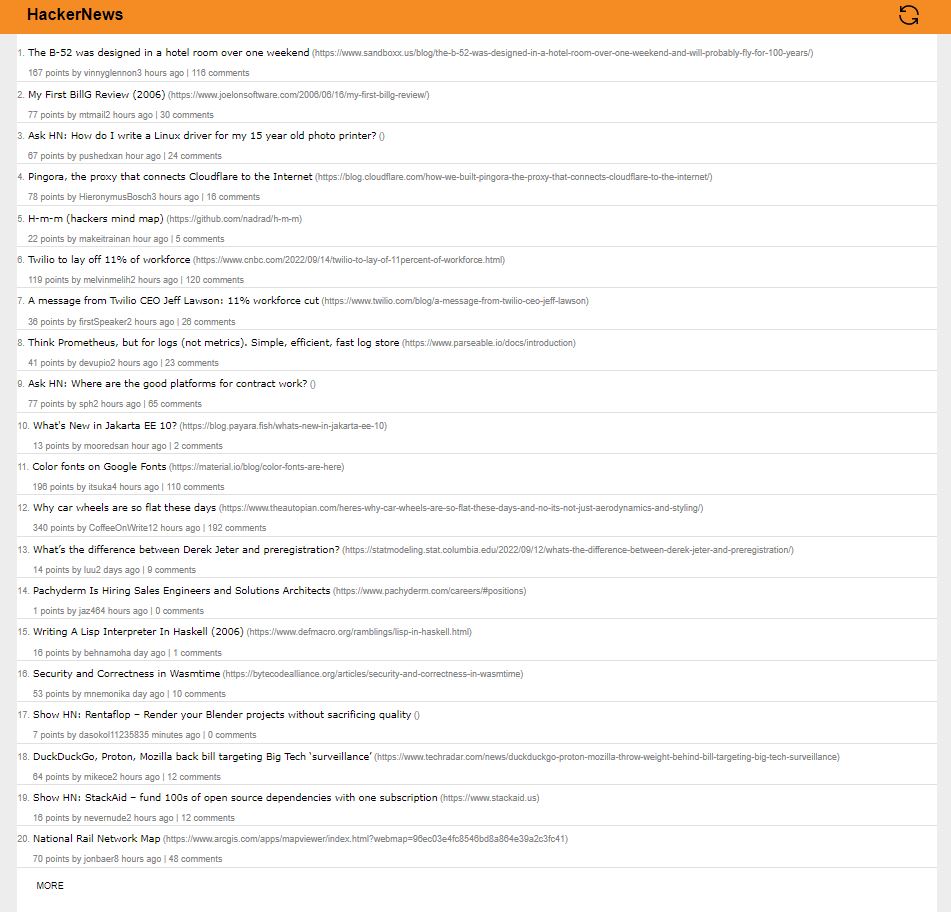 HackerNews
1. The B-52 was designed in a hotel room over one weekend (https://www.sandboxx.us/blog/the-b-52-was-designed-in-a-hotel-room-over-one-weekend-and-will-probably-fly-for-100-years/)
167 points by vinnyglennon3 hours ago | 116 comments
2. My First BillG Review (2006) (https://www.joelonsoftware.com/2006/06/16/my-first-billg-review/)
77 points by mtmail2 hours ago | 30 comments
3. Ask HN: How do I write a Linux driver for my 15 year old photo printer? ()
67 points by pushedxan hour ago | 24 comments
4. Pingora, the proxy that connects Cloudflare to the Internet (https://blog.cloudflare.com/how-we-built-pingora-the-proxy-that-connects-cloudflare-to-the-internet/)
78 points by HieronymusBosch3 hours ago | 16 comments
5. H-m-m (hackers mind map) (https://github.com/nadrad/h-m-m)
22 points by makeitrainan hour ago | 5 comments
6. Twilio to lay off 11% of workforce (https://www.cnbc.com/2022/09/14/twilio-to-lay-of-11percent-of-workforce.html)
119 points by melvinmelih2 hours ago | 120 comments
7. A message from Twilio CEO Jeff Lawson: 11% workforce cut (https://www.twilio.com/blog/a-message-from-twilio-ceo-jeff-lawson)
36 points by firstSpeaker2 hours ago | 26 comments
8. Think Prometheus, but for logs (not metrics). Simple, efficient, fast log store (https://www.parseable.io/docs/introduction)
41 points by devupio2 hours ago | 23 comments
9. Ask HN: Where are the good platforms for contract work? ()
77 points by sph2 hours ago | 65 comments
10. What's New in Jakarta EE 10? (https://blog.payara.fish/whats-new-in-jakarta-ee-10)
13 points by mooredsan hour ago | 2 comments
11. Color fonts on Google Fonts (https://material.io/blog/color-fonts-are-here)
196 points by itsuka4 hours ago | 110 comments
12. Why car wheels are so flat these days (https://www.theautopian.com/heres-why-car-wheels-are-so-flat-these-days-and-no-its-not-just-aerodynamics-and-styling/)
340 points by CoffeeOnWrite12 hours ago | 192 comments
13. What's the difference between Derek Jeter and preregistration? (https://statmodeling.stat.columbia.edu/2022/09/12/whats-the-difference-between-derek-jeter-and-preregistration/)
14 points by luu2 days ago | 9 comments
14. Pachyderm Is Hiring Sales Engineers and Solutions Architects (https://www.pachyderm.com/careers/#positions)
1 points by jaz464 hours ago | 0 comments
15. Writing A Lisp Interpreter In Haskell (2006) (https://www.defmacro.org/ramblings/lisp-in-haskell.html)
16 points by behnamoha day ago | 1 comments
16. Security and Correctness in Wasmtime (https://bytecodealliance.org/articles/security-and-correctness-in-wasmtime)
53 points by mnemonika day ago | 10 comments
17. Show HN: Rentaflop – Render your Blender projects without sacrificing quality ()
7 points by dasokol11235835 minutes ago | 0 comments
18. DuckDuckGo, Proton, Mozilla back bill targeting Big Tech 'surveillance' (https://www.techradar.com/news/duckduckgo-proton-mozilla-throw-weight-behind-bill-targeting-big-tech-surveillance)
64 points by mikece2 hours ago | 12 comments
19. Show HN: StackAid – fund 100s of open source dependencies with one subscription (https://www.stackaid.us)
16 points by nevernude2 hours ago | 12 comments
20. National Rail Network Map (https://www.arcgis.com/apps/mapviewer/index.html?webmap=96ec03e4fc8546bd8a864e39a2c3fc41)
70 points by jonbaer8 hours ago | 48 comments
MORE